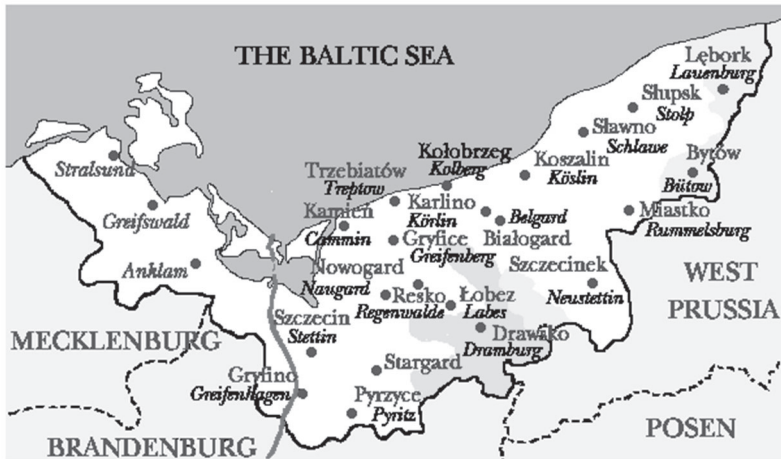 THE BALTIC SEA
Lębork
Lauenburg
Słupsk
Stolp
Sławno
Schlawe
Bytów
Bütow
Kołobrzeg
Kolberg
Koszalin
Köslin
Stralsund
Trzebiatów
Treptow
Karlino
Körlin
Belgard
Białogard
Miastko
Rummelsburg
Greifswald
Kamień
Cammin
Gryfice
Greifenberg
Anklam
Nowogard
Naugard
Szczecinek
Neustettin
WEST
PRUSSIA
Resko
Regenwalde
Łobez
Labes
MECKLENBURG
Szczecin
Stettin
Drawsko
Dramburg
Stargard
Gryfino
Greifenhagen
Pyrzyce
Pyritz
POSEN
BRANDENBURG